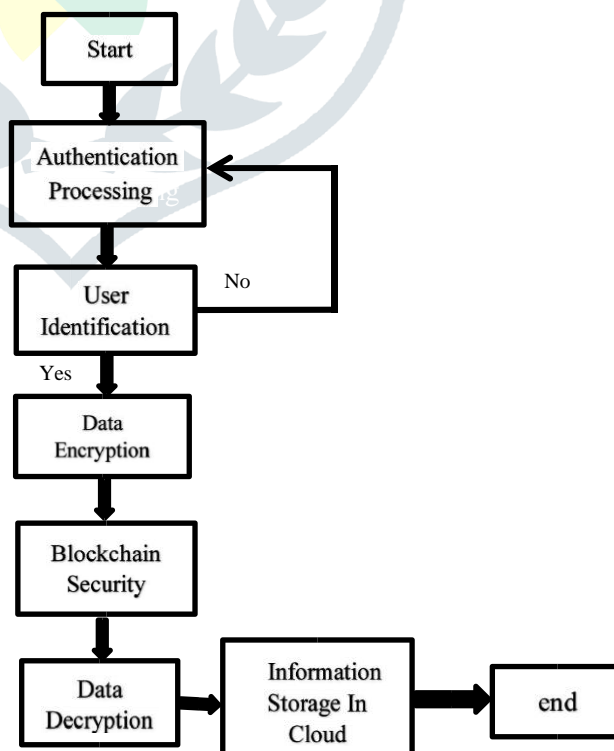 Start
Authentication
Processing
User
Identification
No
Yes
Data
Encryption
Blockchain
Security
Data
Decryption
Information
Storage In
Cloud
end